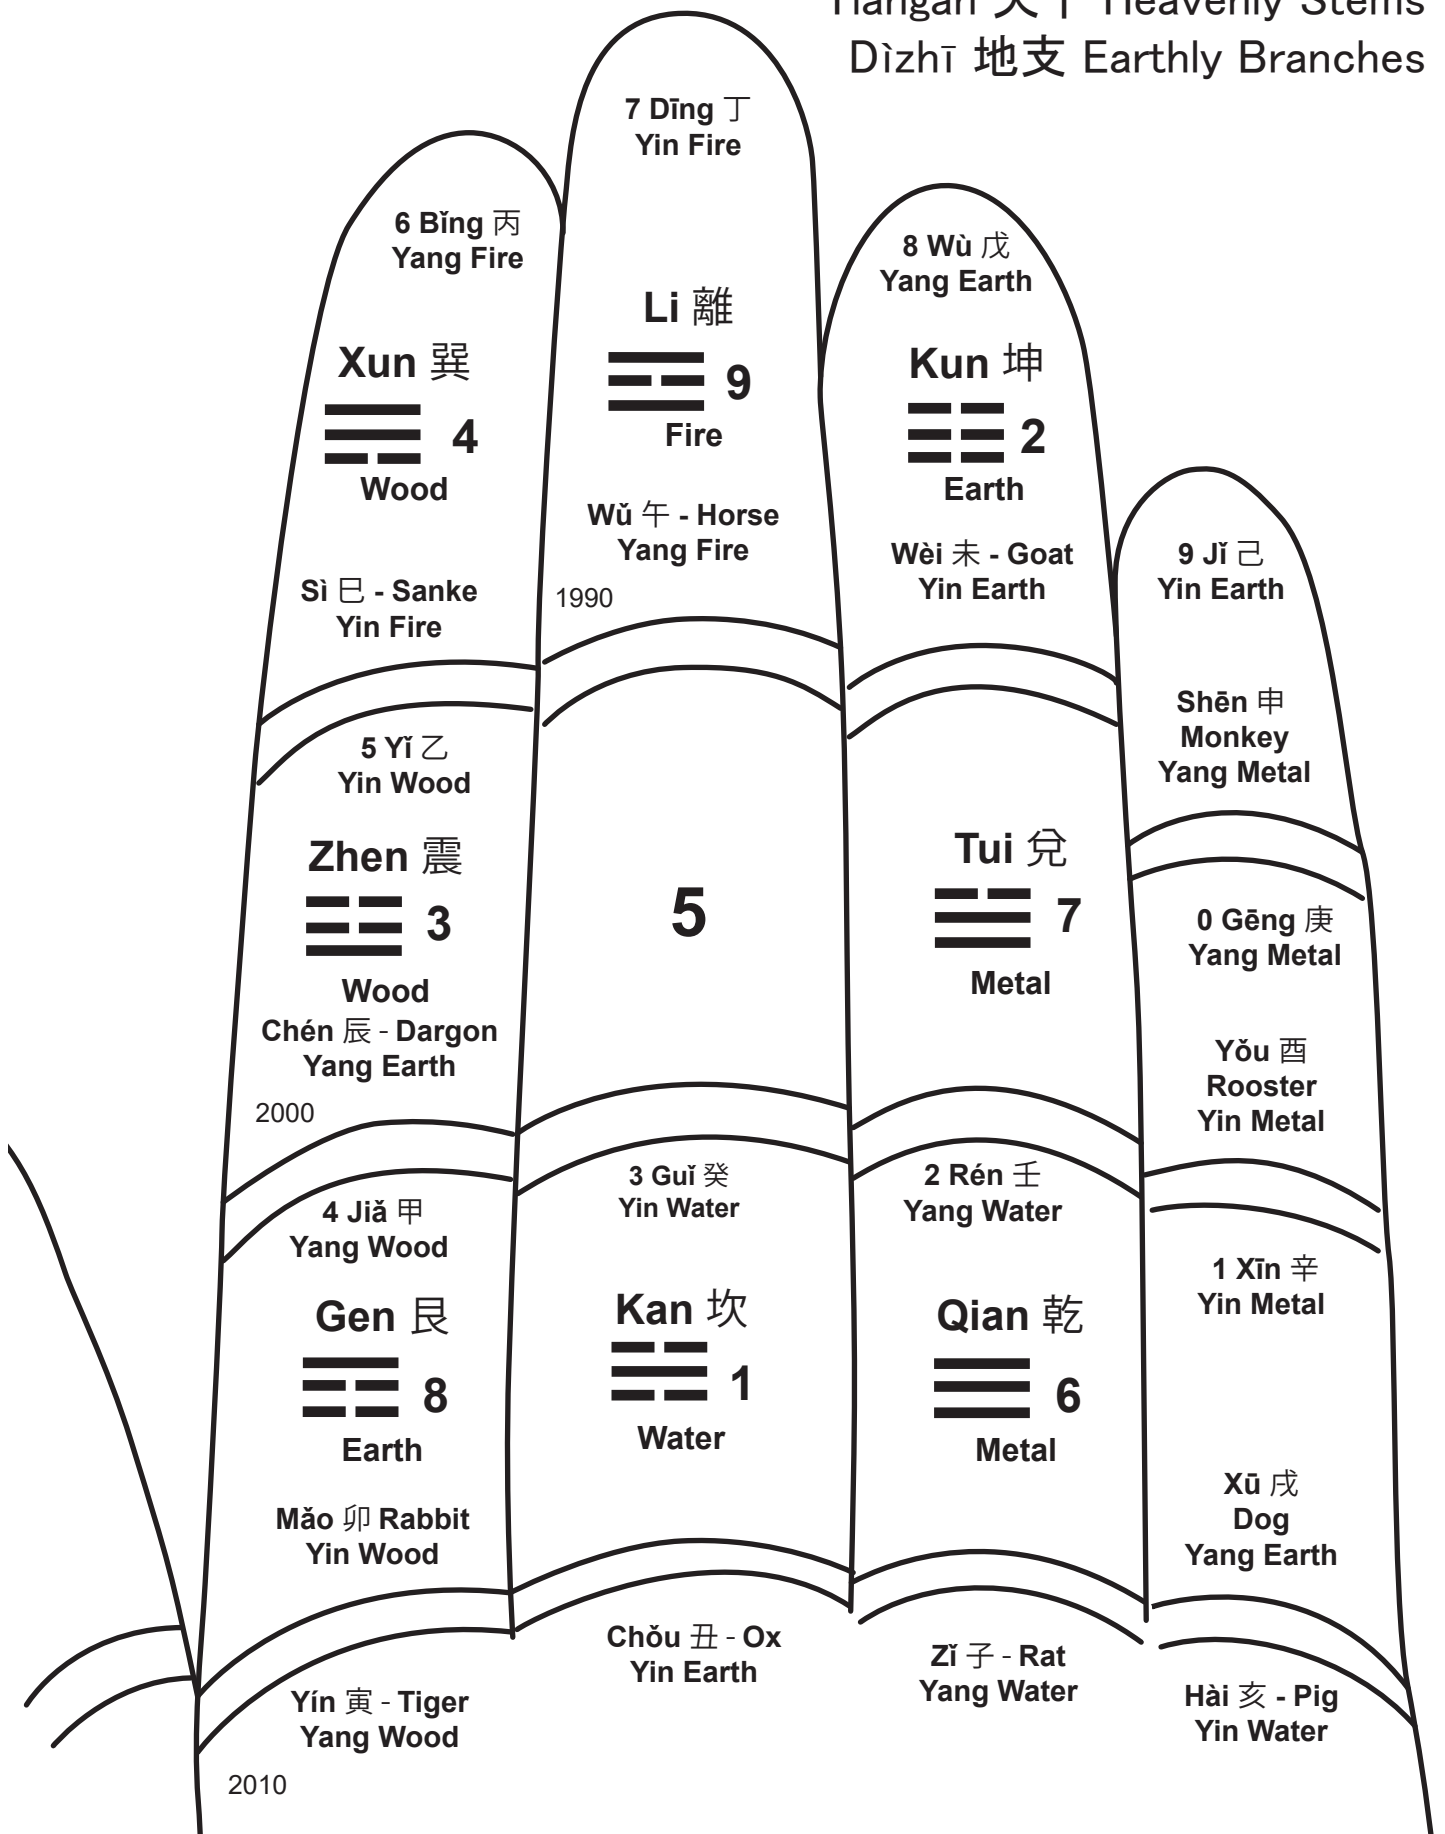 天干 Heavenly Stems
Dìzhī 地支 Earthly Branches
6 Bǐng 丙
Yang Fire
Xun 巽
4
Wood
Sì 巳 - Sanke
Yin Fire
7 Dīng 丁
Yin Fire
Li 離
9
Fire
Wǔ 午 - Horse
Yang Fire
1990
8 Wù 戊
Yang Earth
Kun 坤
2
Earth
Wèi 未 - Goat
Yin Earth
9 Jǐ 己
Yin Earth
Shēn 申
Monkey
Yang Metal
5 Yǐ 乙
Yin Wood
Zhen 震
3
Wood
Chén 辰 - Dargon
Yang Earth
2000
5
Tui 兌
7
Metal
0 Gēng 庚
Yang Metal
Yǒu 酉
Rooster
Yin Metal
4 Jiǎ 甲
Yang Wood
Gen 艮
8
Earth
Mǎo 卯 Rabbit
Yin Wood
3 Guǐ 癸
Yin Water
Kan 坎
1
Water
2 Rén 壬
Yang Water
Qian 乾
6
Metal
1 Xīn 辛
Yin Metal
Xū 戌
Dog
Yang Earth
Yín 寅 - Tiger
Yang Wood
2010
Chǒu 丑 - Ox
Yin Earth
Zǐ 子 - Rat
Yang Water
Hài 亥 - Pig
Yin Water